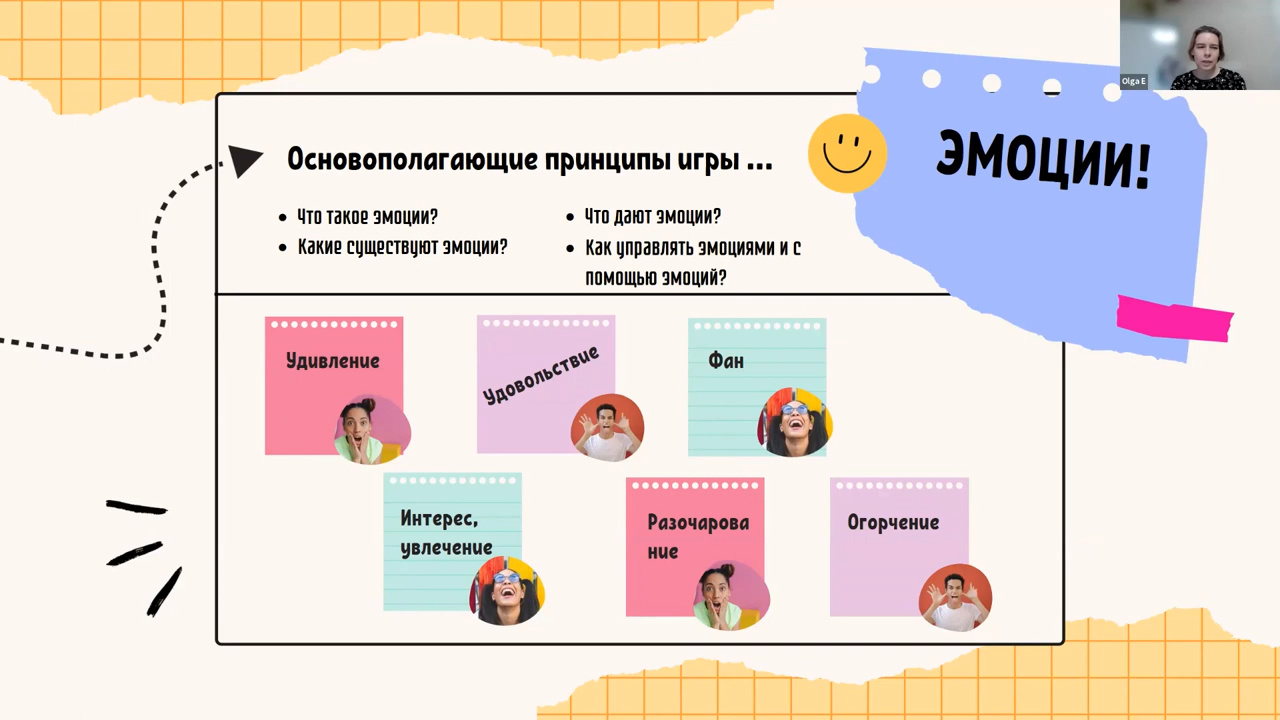 Olga E
ЭМОЦИИ!
Основополагающие принципы игры ...
• Что такое эмоции?
• Какие существуют эмоции?
• Что дают эмоции?
• Как управлять эмоциями и с
помощью эмоций?
Удивление
Удовольствие
Фан
Интерес,
увлечение
Разочарова
ние
Огорчение